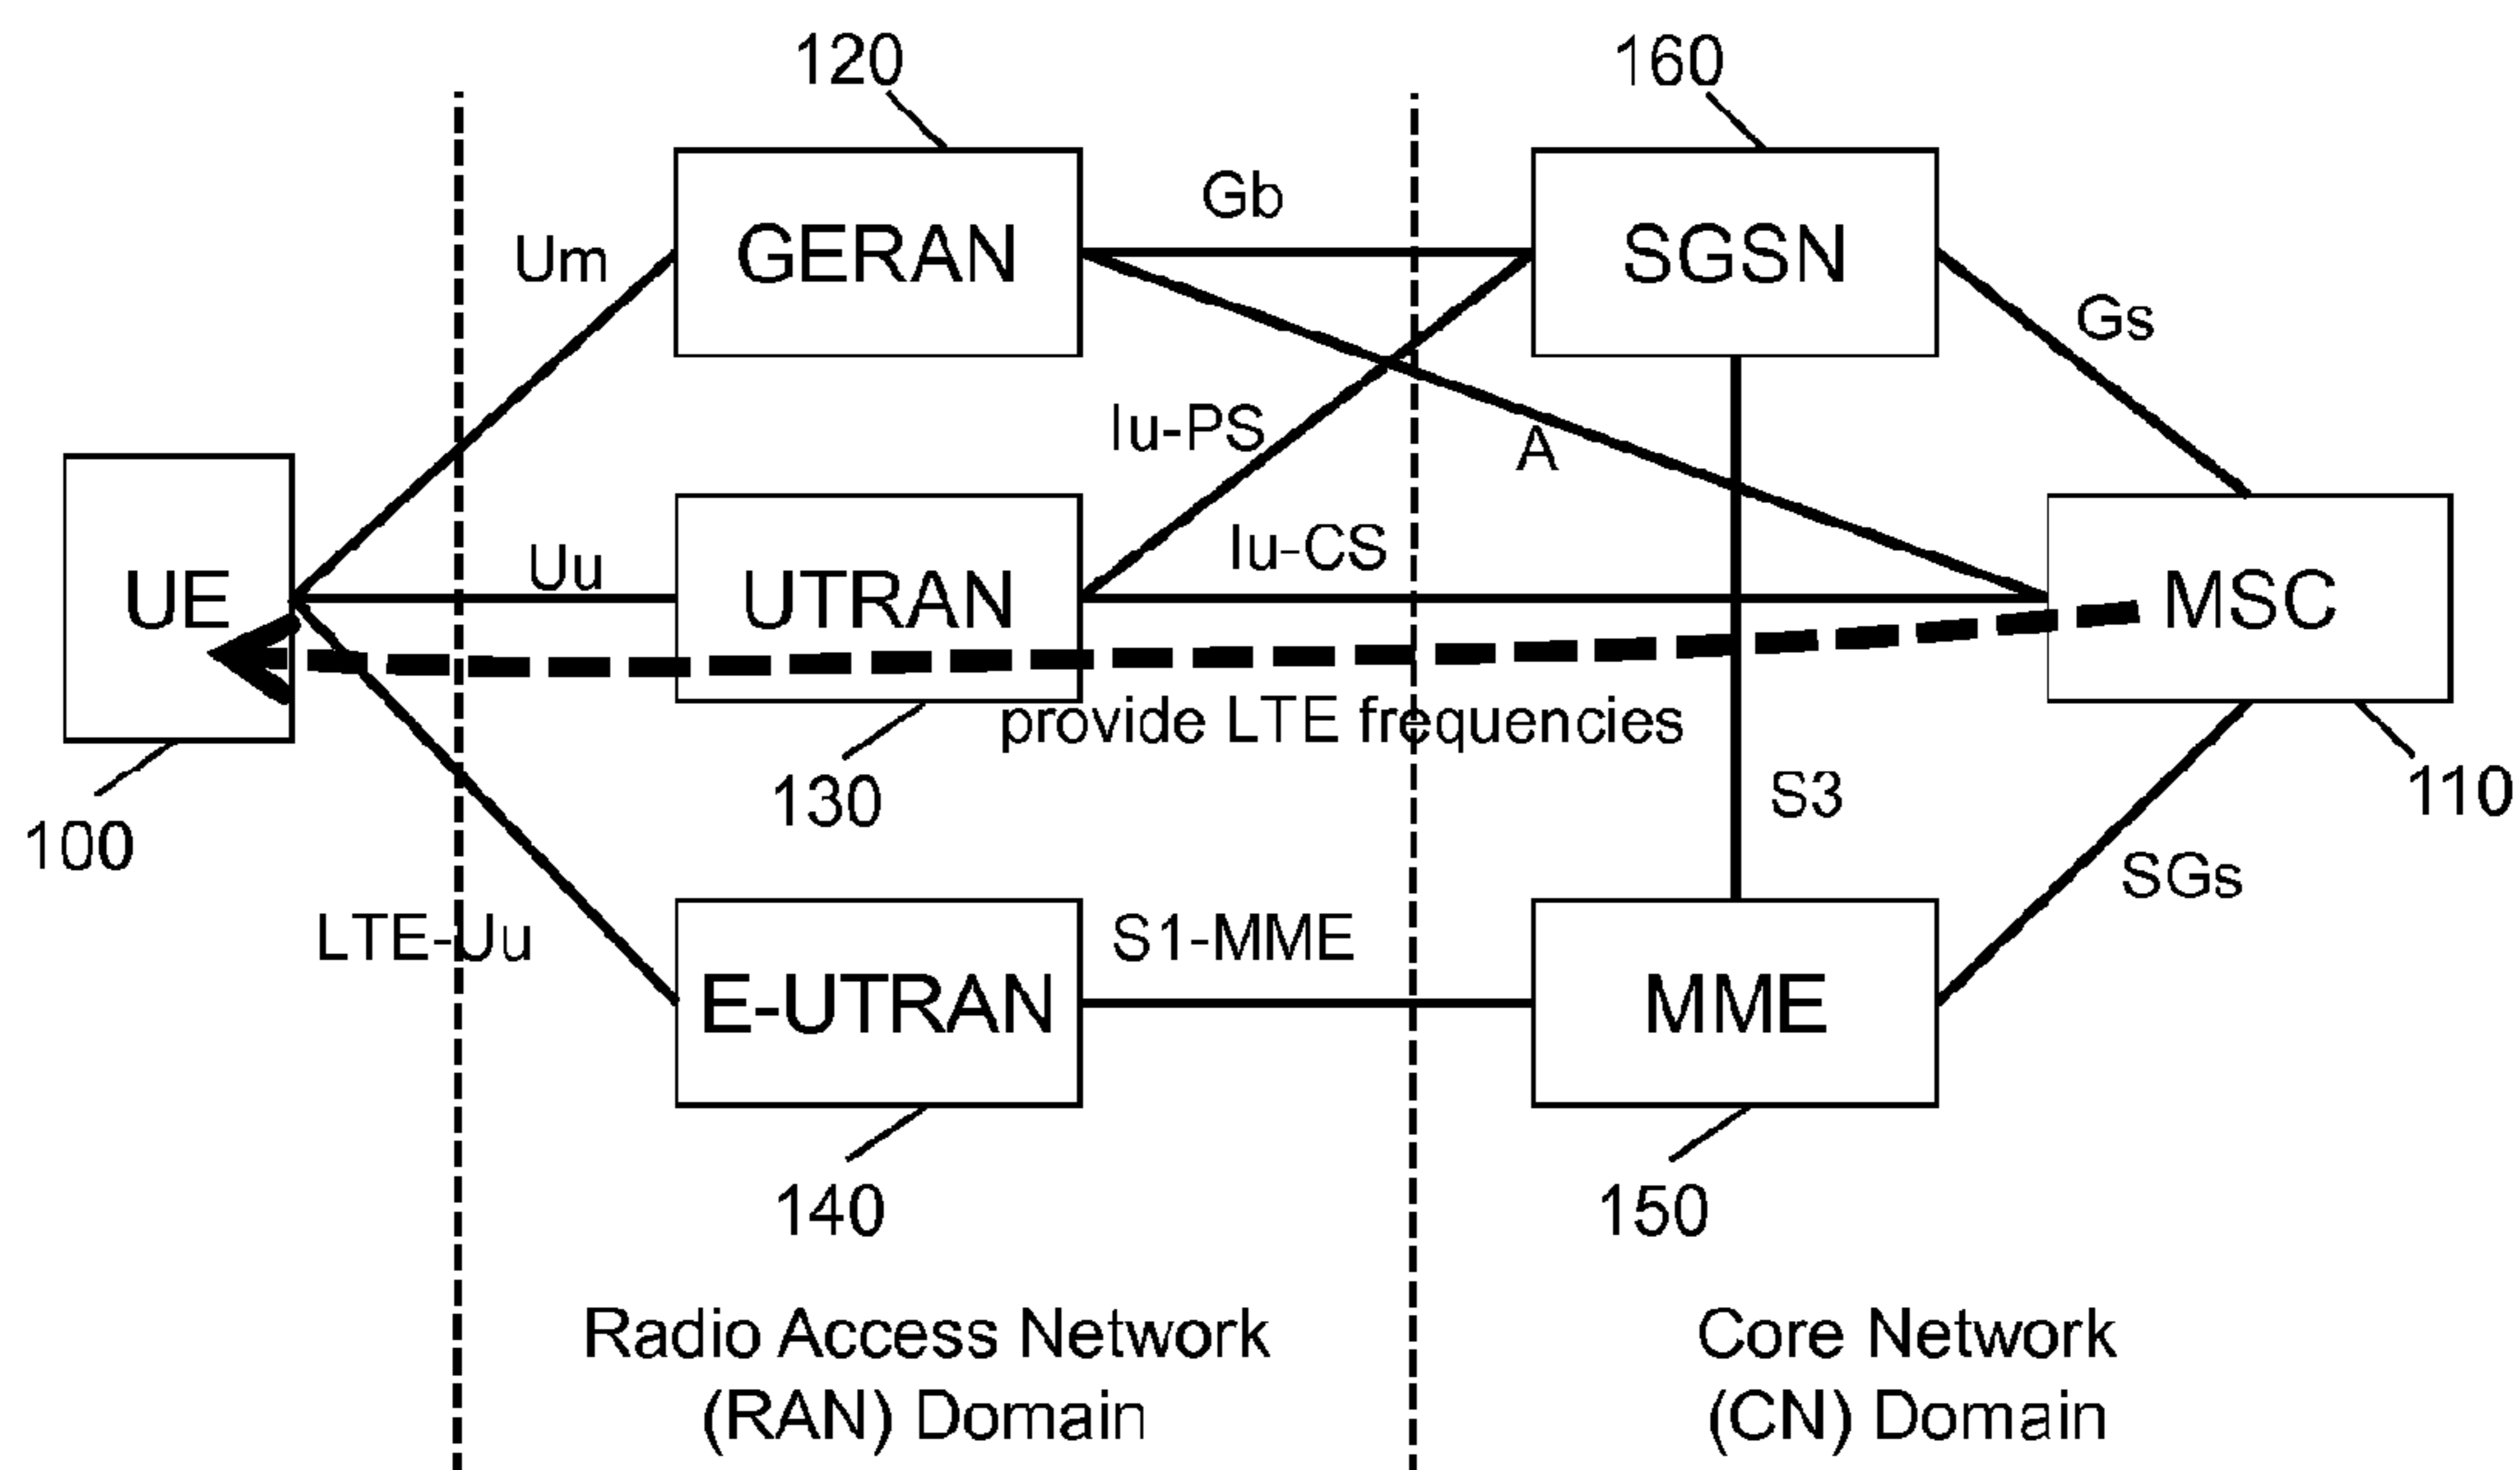 120
160
Gb
Um
GERAN
SGSN
Gs
Iu-PS
A
Iu-CS
Uu
UE
UTRAN
MSC
provide LTE frequencies
130
S3
110
100
SGs
LTE-Uu
S1-MME
E-UTRAN
MME
140
150
Radio Access Network
(RAN) Domain
Core Network
(CN) Domain